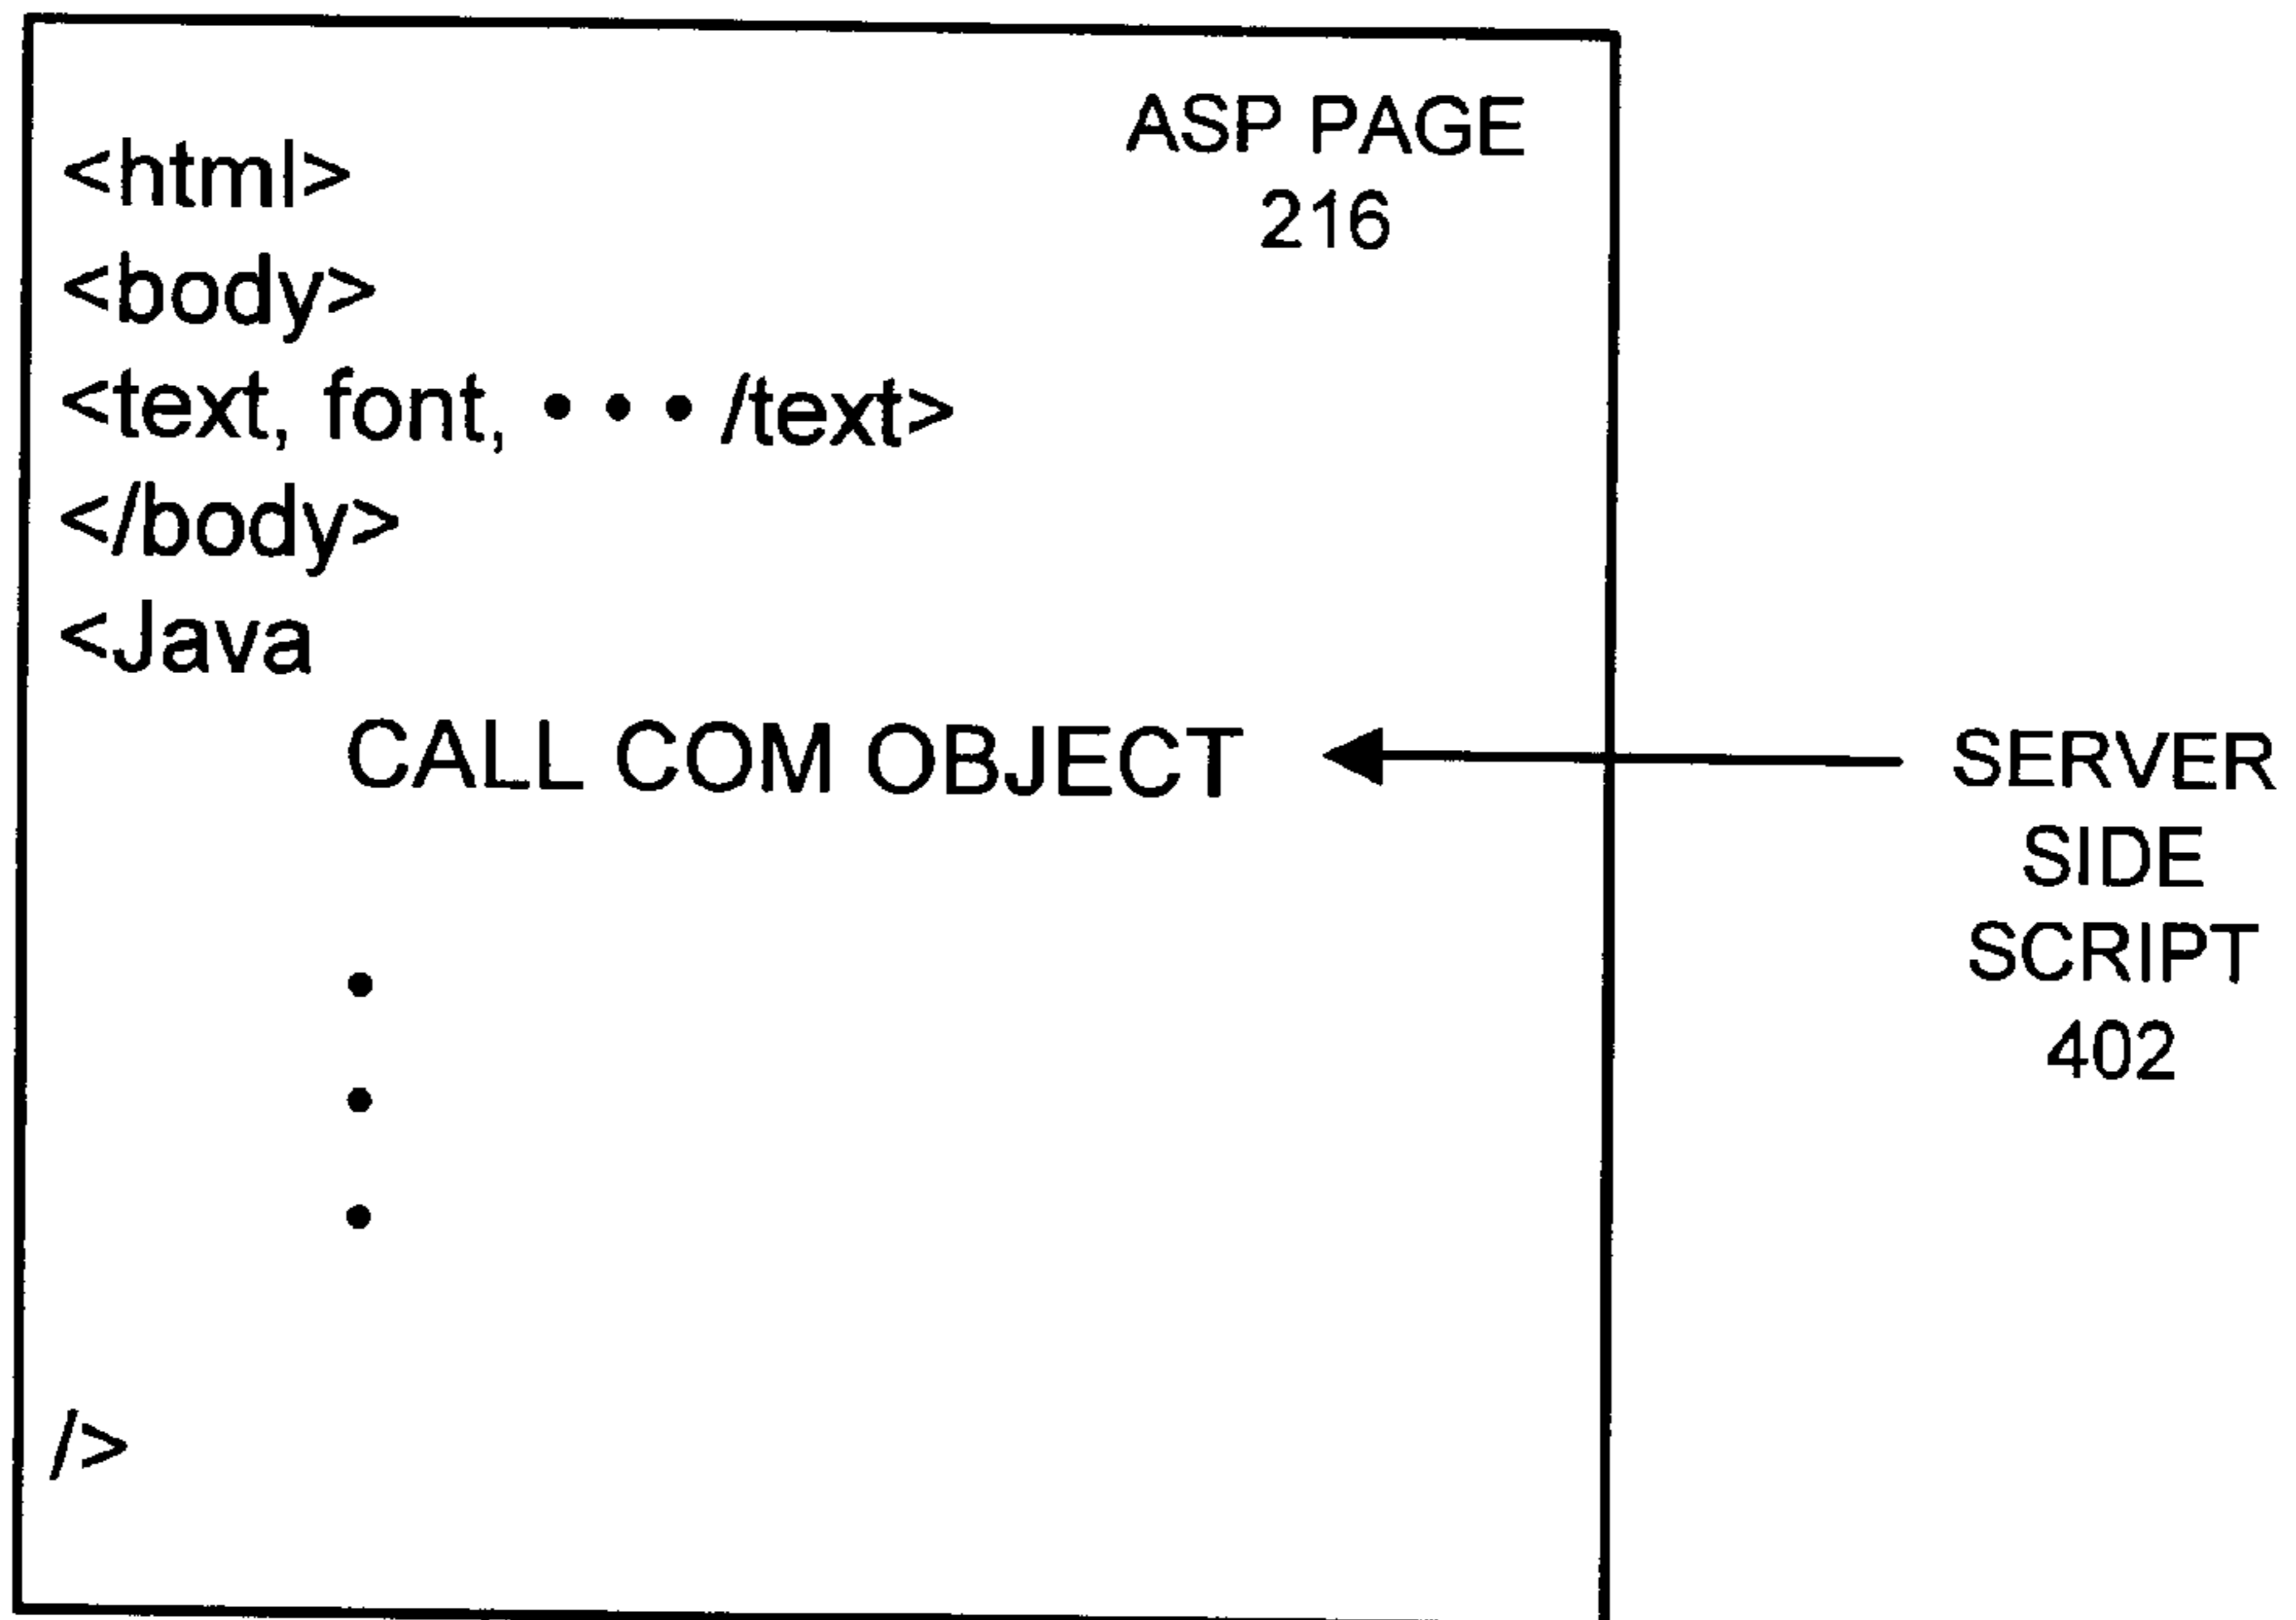 ASP PAGE
216
<html>
<body>
<text, font, • • • /text>
</body>
<Java
CALL COM OBJECT
•
•
•
/>
SERVER
SIDE
SCRIPT
402